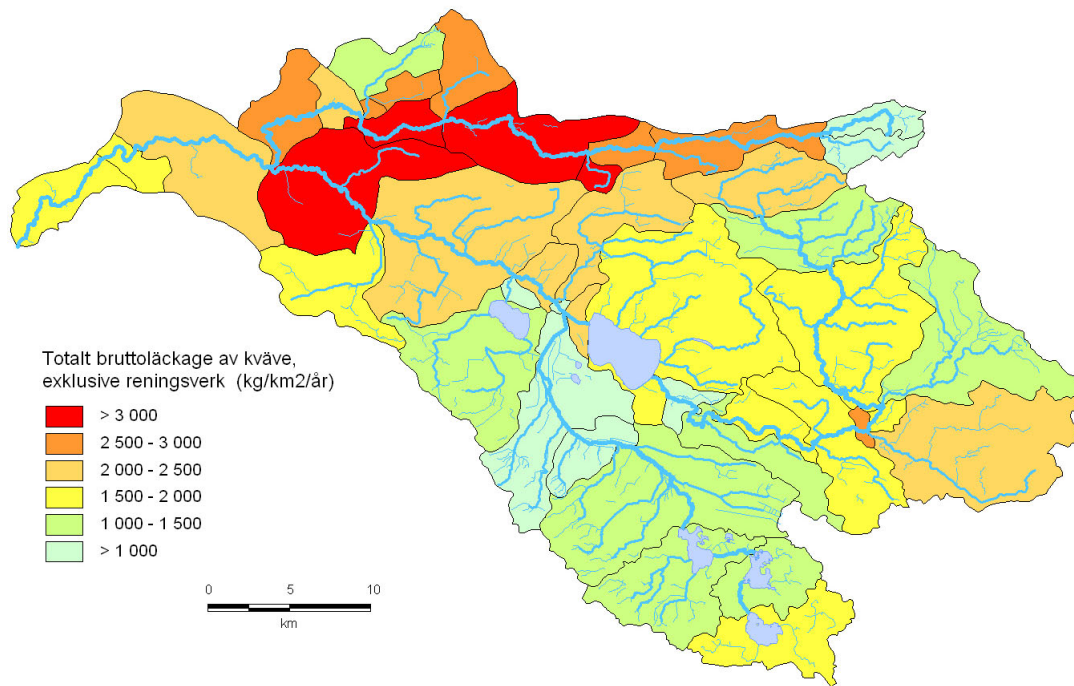 Totalt bruttoläckage av kväve,
exklusive reningsverk (kg/km2/år)
> 3 000
2 500 - 3 000
2 000 - 2 500
1 500 - 2 000
1 000 - 1 500
> 1 000
0 5 10
km